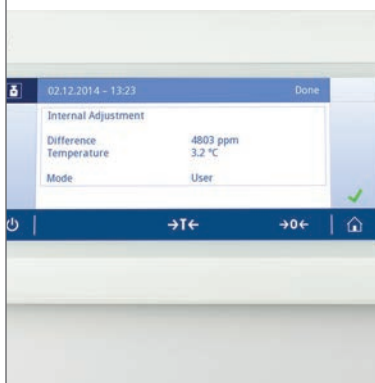 02.12.2014 – 13:23 Done
Internal Adjustment
Difference 4803 ppm
Temperature 3.2 °C
Mode User
→T← →0←